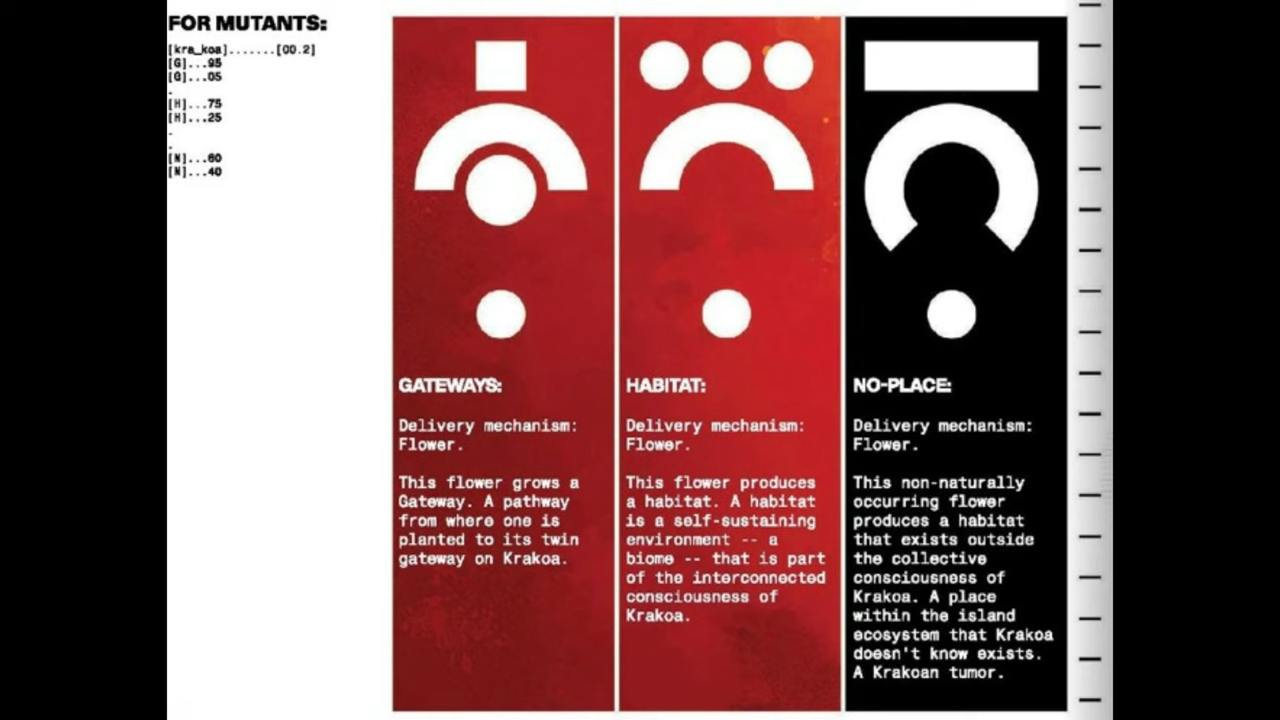 FOR MUTANTS:
[kra_koa].......[00.2]
[G]...95
[G]...05
.
[H]...75
[H]...25
.
.
[N]...60
[N]...40
GATEWAYS:
Delivery mechanism:
Flower.
This flower grows a
Gateway. A pathway
from where one is
planted to its twin
gateway on Krakoa.
HABITAT:
Delivery mechanism:
Flower.
This flower produces
a habitat. A habitat
is a self-sustaining
environment -- a
biome -- that is part
of the interconnected
consciousness of
Krakoa.
NO-PLACE:
Delivery mechanism:
Flower.
This non-naturally
occurring flower
produces a habitat
that exists outside
the collective
consciousness of
Krakoa. A place
within the island
ecosystem that Krakoa
doesn't know exists.
A Krakoan tumor.